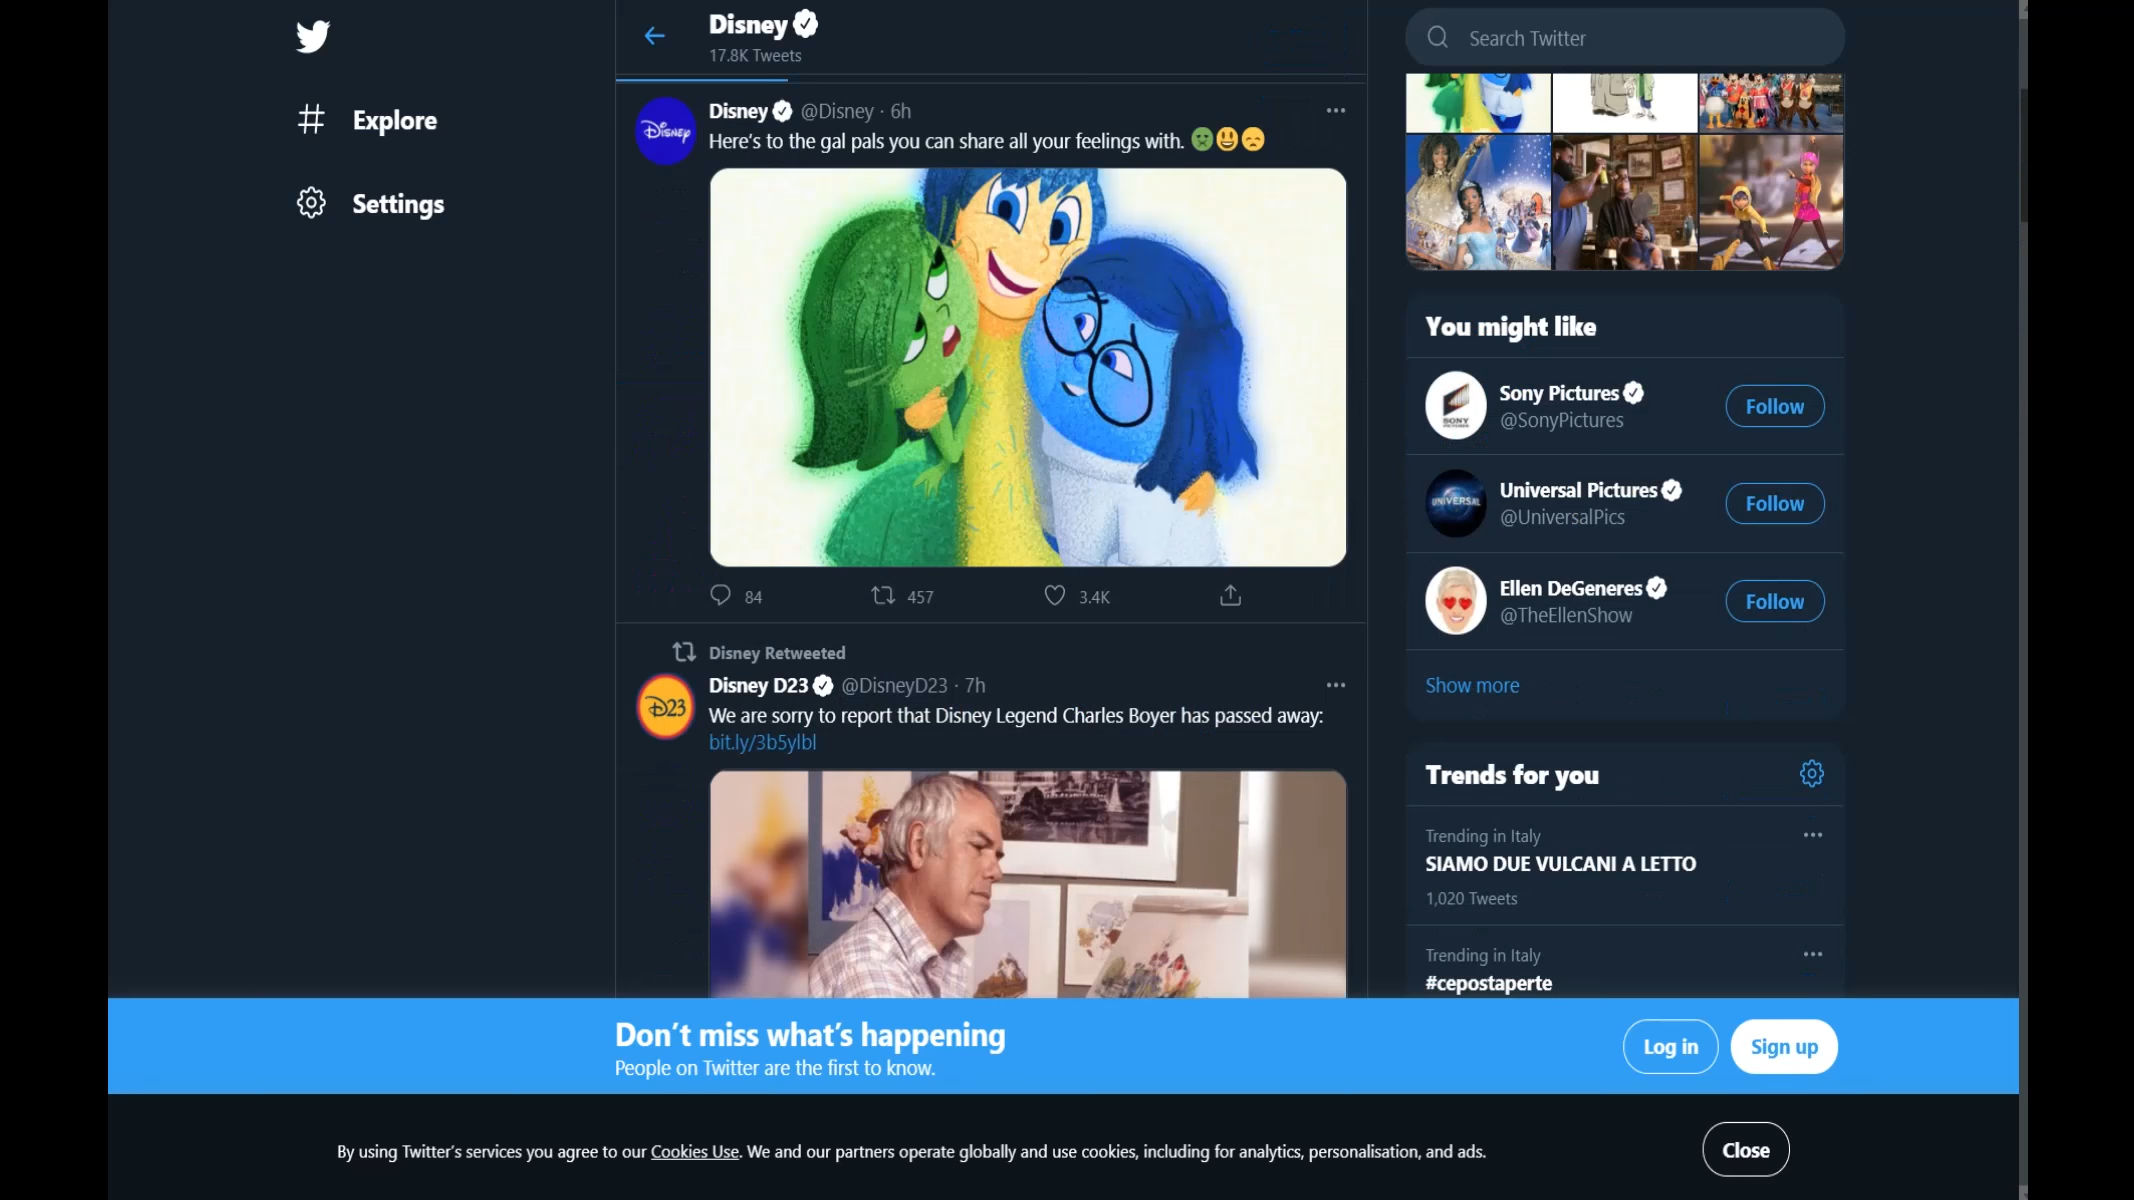 Disney
17.8K Tweets
Search Twitter
Explore
Settings
Disney @Disney · 6h
Here's to the gal pals you can share all your feelings with. 🤢😃😞
84 457 3.4K
Disney Retweeted
Disney D23 @DisneyD23 · 7h
We are sorry to report that Disney Legend Charles Boyer has passed away:
bit.ly/3b5ylbl
Disney
D23
You might like
SONY
PICTURES
Sony Pictures
@SonyPictures
Follow
UNIVERSAL
Universal Pictures
@UniversalPics
Follow
Ellen DeGeneres
@TheEllenShow
Follow
Show more
Trends for you
Trending in Italy
SIAMO DUE VULCANI A LETTO
1,020 Tweets
Trending in Italy
#cepostaperte
Don't miss what's happening
People on Twitter are the first to know.
Log in
Sign up
By using Twitter's services you agree to our Cookies Use. We and our partners operate globally and use cookies, including for analytics, personalisation, and ads.
Close